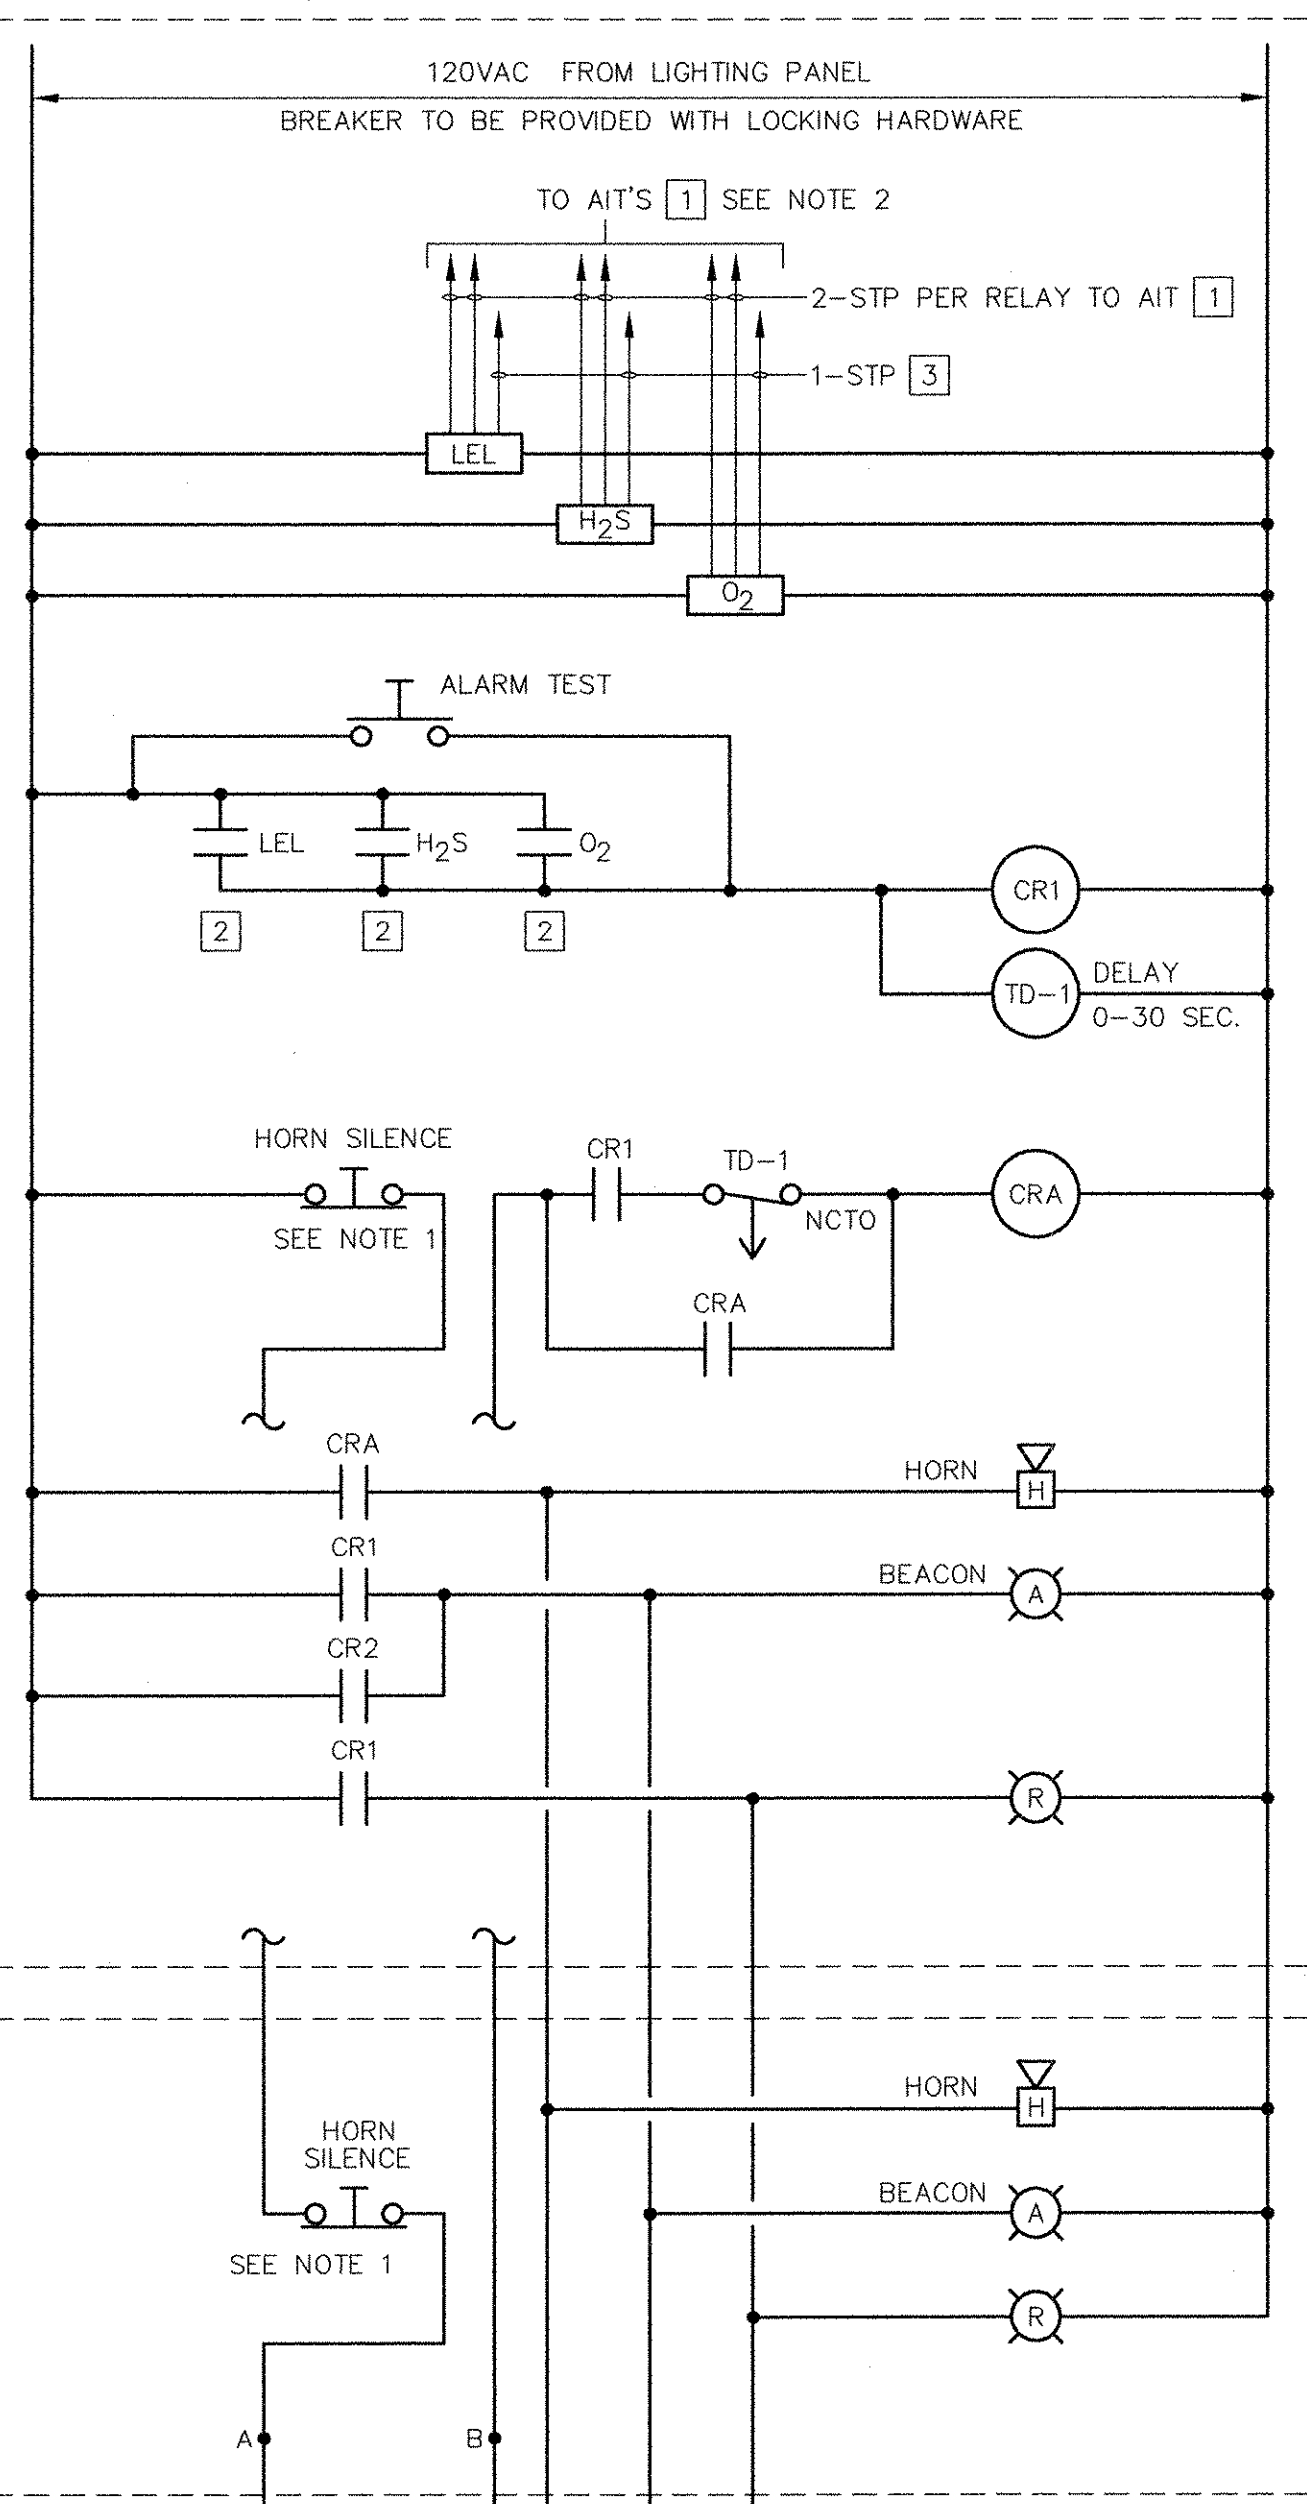 120VAC FROM LIGHTING PANEL
BREAKER TO BE PROVIDED WITH LOCKING HARDWARE
TO AIT'S 1 SEE NOTE 2
2-STP PER RELAY TO AIT 1
1-STP 3
LEL
H2S
O2
ALARM TEST
LEL H2S O2
CR1
2 2 2
DELAY
TD-1
0-30 SEC.
HORN SILENCE
CR1 TD-1
CRA
NCTO
SEE NOTE 1
CRA
CRA
HORN H
CR1
BEACON A
CR2
CR1
R
HORN H
HORN
SILENCE
BEACON A
SEE NOTE 1
R
A B